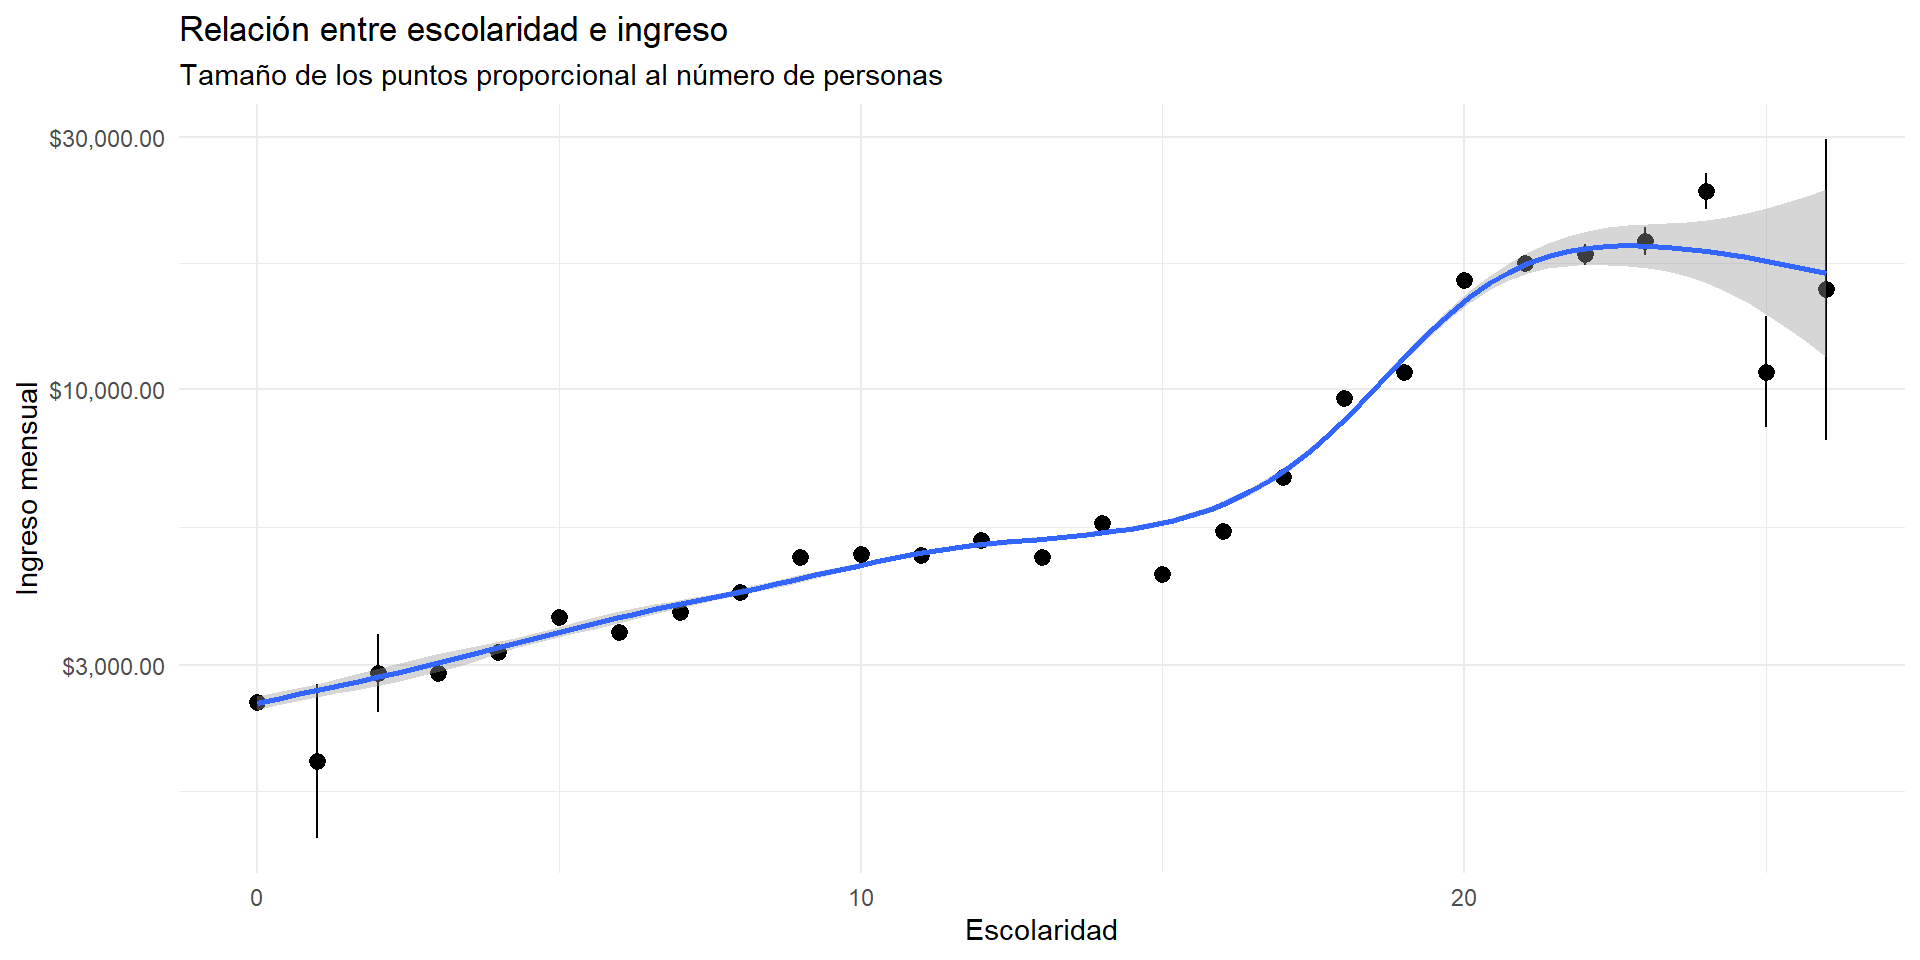 Relación entre escolaridad e ingreso
Tamaño de los puntos proporcional al número de personas
$30,000.00
$10,000.00
$3,000.00
Ingreso mensual
0
10
20
Escolaridad